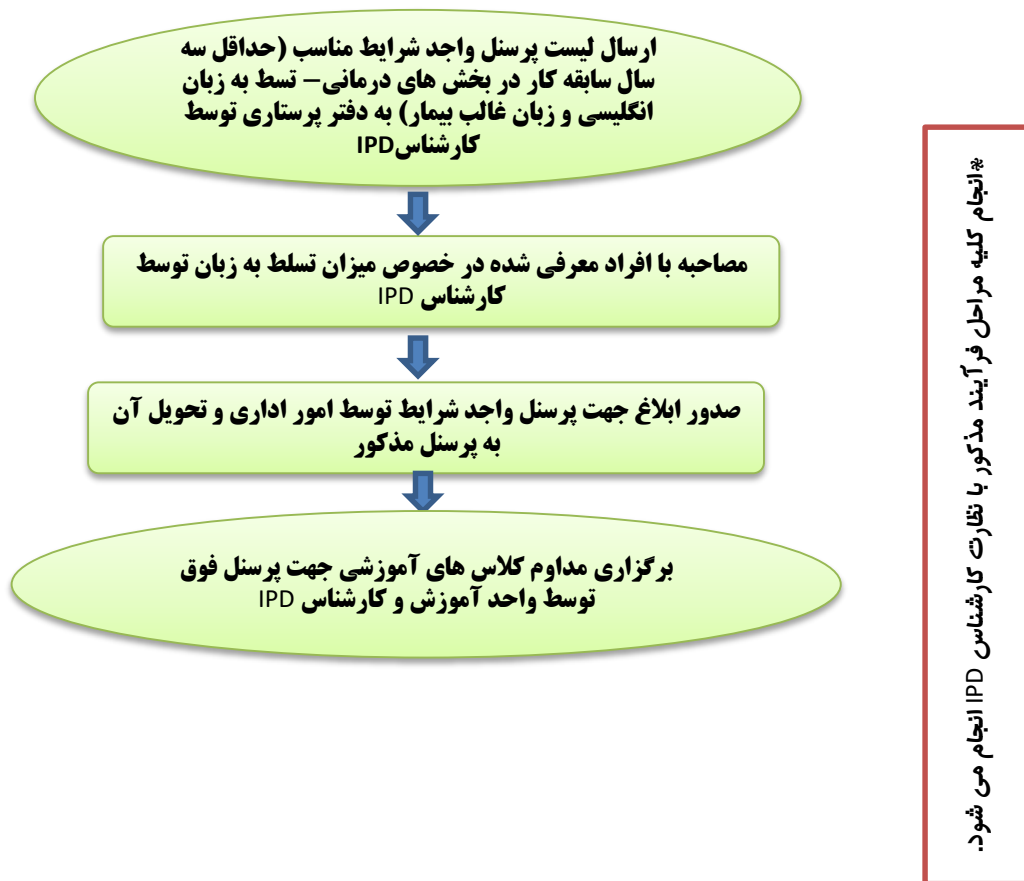 ارسال لیست پرسنل واجد شرایط مناسب (حداقل سه
سال سابقه کار در بخش های درمانی– تسط به زبان
انگلیسی و زبان غالب بیمار) به دفتر پرستاری توسط
کارشناسIPD
مصاحبه با افراد معرفی شده در خصوص میزان تسلط به زبان توسط
کارشناس IPD
صدور ابلاغ جهت پرسنل واجد شرایط توسط امور اداری و تحویل آن
به پرسنل مذکور
برگزاری مداوم کلاس های آموزشی جهت پرسنل فوق
توسط واحد آموزش و کارشناس IPD
*انجام کلیه مراحل فرآیند مذکور با نظارت کارشناس IPD انجام می شود.